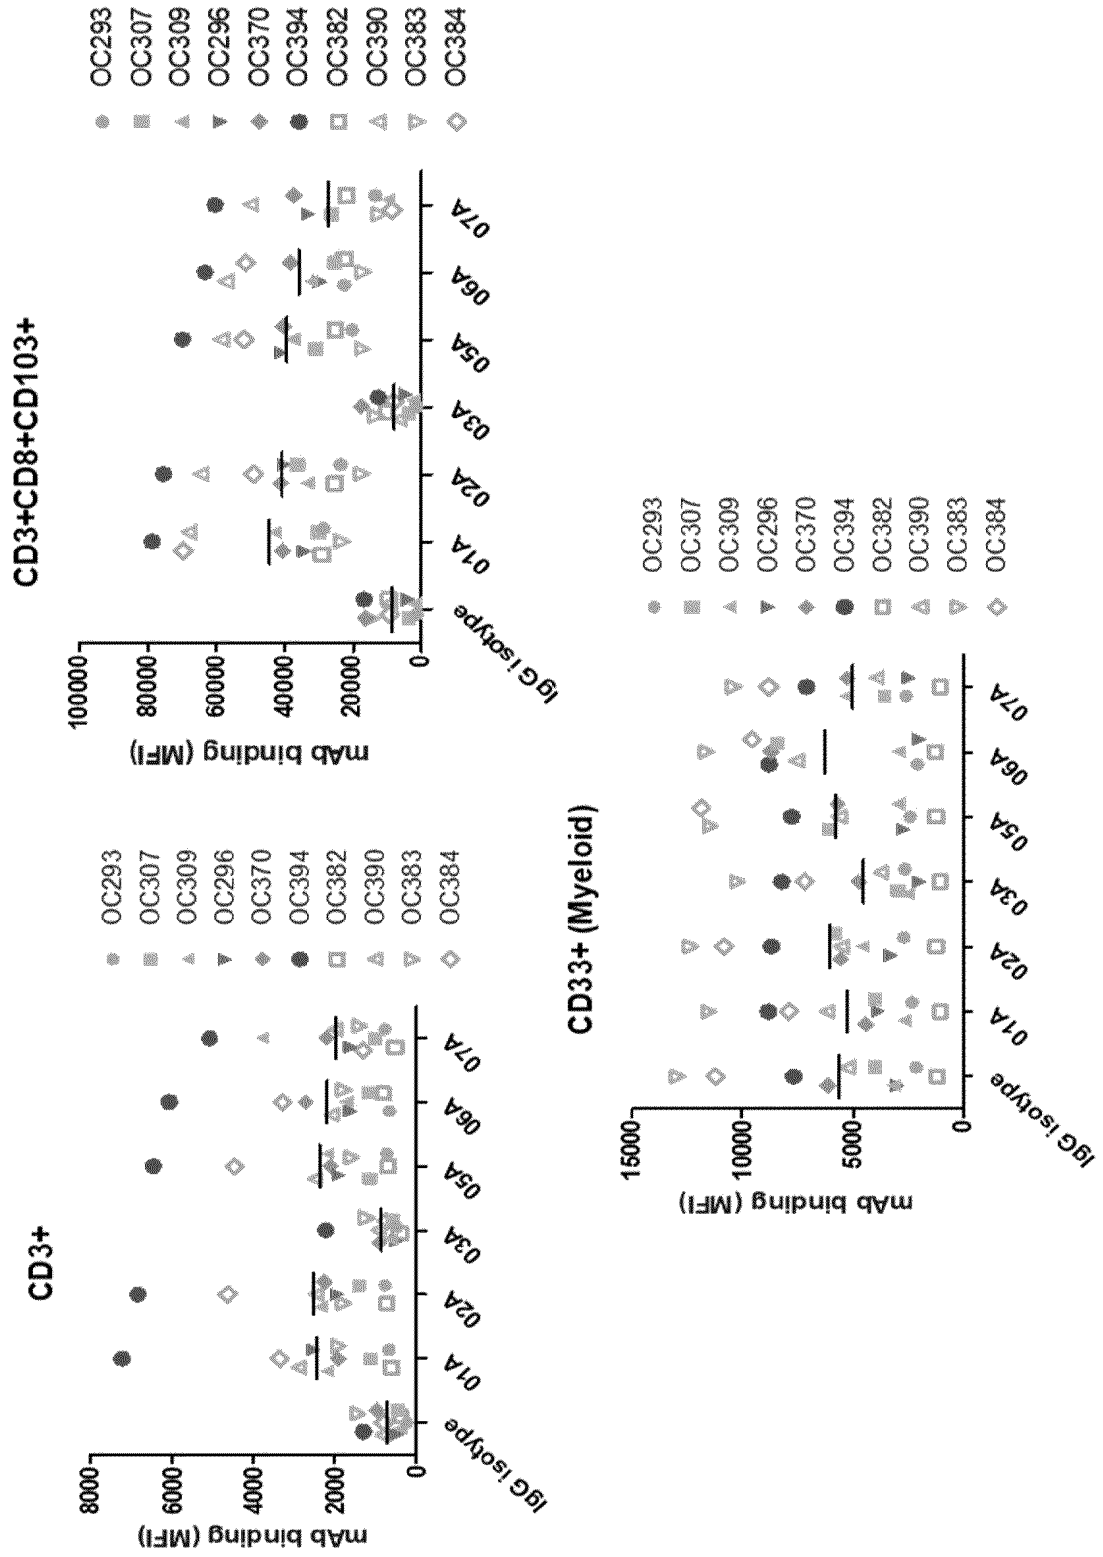 CD3+
mAb binding (MFI)
8000
6000
4000
2000
0
IgG isotype
01A
02A
03A
05A
06A
07A
OC293
OC307
OC309
OC296
OC370
OC394
OC382
OC390
OC383
OC384
CD3+CD8+CD103+
mAb binding (MFI)
100000
80000
60000
40000
20000
0
IgG isotype
01A
02A
03A
05A
06A
07A
OC293
OC307
OC309
OC296
OC370
OC394
OC382
OC390
OC383
OC384
CD33+ (Myeloid)
mAb binding (MFI)
15000
10000
5000
0
IgG isotype
01A
02A
03A
05A
06A
07A
OC293
OC307
OC309
OC296
OC370
OC394
OC382
OC390
OC383
OC384